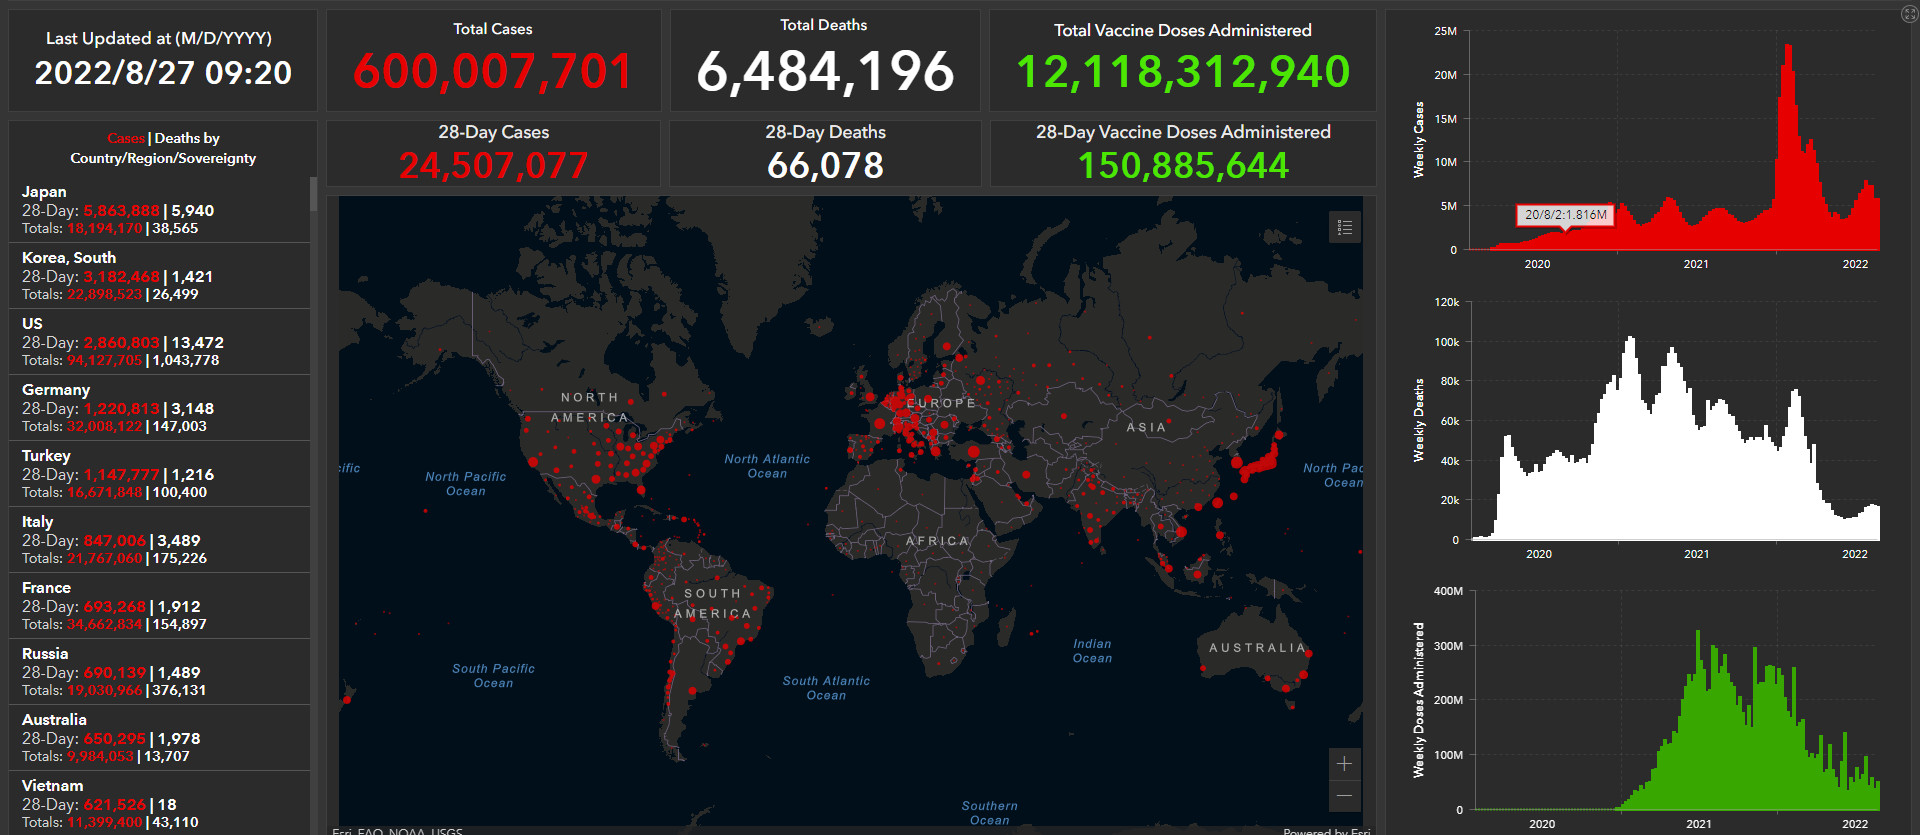 Last Updated at (M/D/YYYY)
2022/8/27 09:20
Total Cases
600,007,701
Total Deaths
6,484,196
Total Vaccine Doses Administered
12,118,312,940
28-Day Cases
24,507,077
28-Day Deaths
66,078
28-Day Vaccine Doses Administered
150,885,644
Cases | Deaths by
Country/Region/Sovereignty
Japan
28-Day: 5,863,888 | 5,940
Totals: 18,194,170 | 38,565
Korea, South
28-Day: 3,182,468 | 1,421
Totals: 22,898,523 | 26,499
US
28-Day: 2,860,803 | 13,472
Totals: 94,127,705 | 1,043,778
Germany
28-Day: 1,220,813 | 3,148
Totals: 32,008,122 | 147,003
Turkey
28-Day: 1,147,777 | 1,216
Totals: 16,671,848 | 100,400
Italy
28-Day: 847,006 | 3,489
Totals: 21,767,060 | 175,226
France
28-Day: 693,268 | 1,912
Totals: 34,662,834 | 154,897
Russia
28-Day: 690,139 | 1,489
Totals: 19,030,966 | 376,131
Australia
28-Day: 650,295 | 1,978
Totals: 9,984,053 | 13,707
Vietnam
28-Day: 621,526 | 18
Totals: 11,399,400 | 43,110
NORTH
AMERICA
EUROPE
ASIA
AFRICA
SOUTH
AMERICA
AUSTRALIA
ific
North Pacific
Ocean
North Atlantic
Ocean
North Pac
Ocean
South Pacific
Ocean
South Atlantic
Ocean
Indian
Ocean
Southern
Ocean
Esri, FAO, NOAA, USGS
Powered by Esri
Weekly Cases
25M
20M
15M
10M
5M
0
20/8/2:1.816M
2020
2021
2022
Weekly Deaths
120k
100k
80k
60k
40k
20k
0
2020
2021
2022
Weekly Doses Administered
400M
300M
200M
100M
0
2020
2021
2022